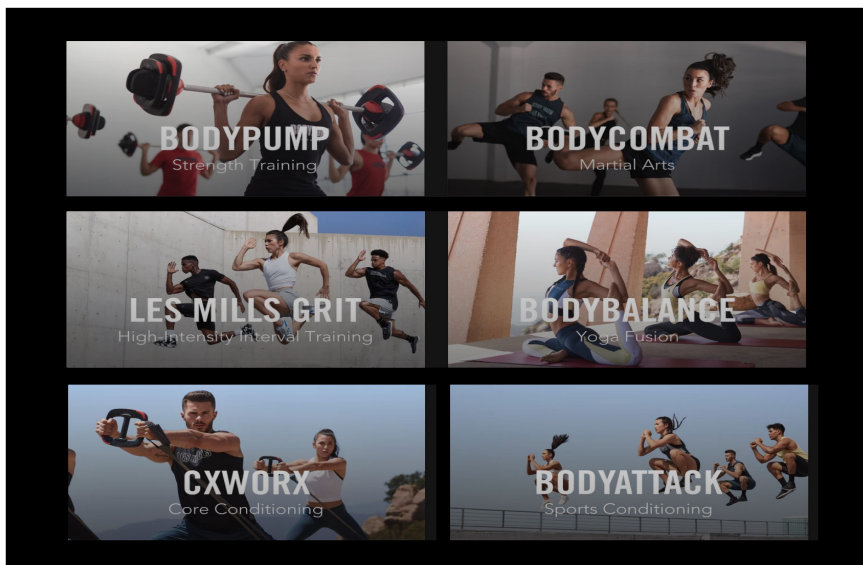 BODYPUMP
Strength Training
BODYCOMBAT
Martial Arts
LES MILLS GRIT
High-Intensity Interval Training
BODYBALANCE
Yoga Fusion
CXWORX
Core Conditioning
BODYATTACK
Sports Conditioning